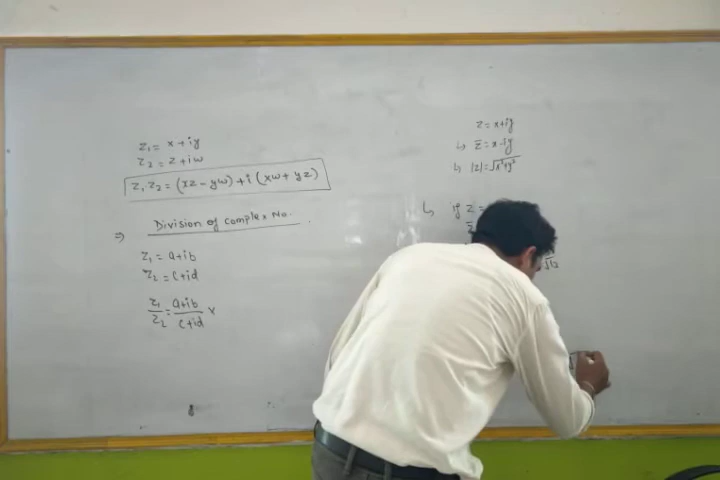 z₁ = x+iy
z₂ = z+iw
z₁z₂ = (xz-yw)+i(xw+yz)
⇒ Division of complex No.
z₁ = a+ib
z₂ = c+id
z₁/z₂ = a+ib/c+id x
z = x+iy
↳ z̄ = x-iy
↳ |z| = √x²+y²
↳ if z =